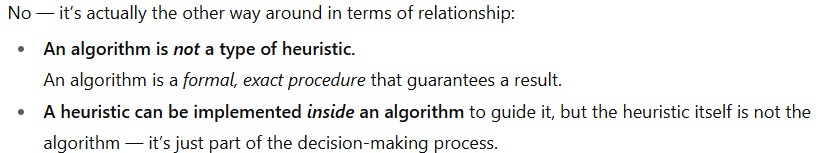 No — it’s actually the other way around in terms of relationship:
• An algorithm is not a type of heuristic.
An algorithm is a formal, exact procedure that guarantees a result.
• A heuristic can be implemented inside an algorithm to guide it, but the heuristic itself is not the
algorithm — it’s just part of the decision-making process.